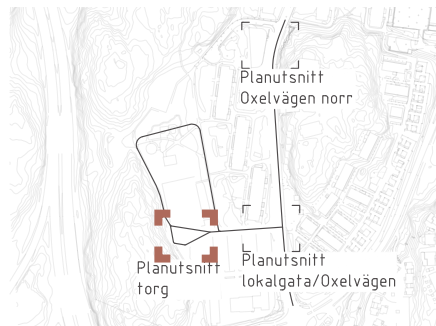 Planutsnitt
Oxelvägen norr
Planutsnitt
torg
Planutsnitt
lokalgata/Oxelvägen